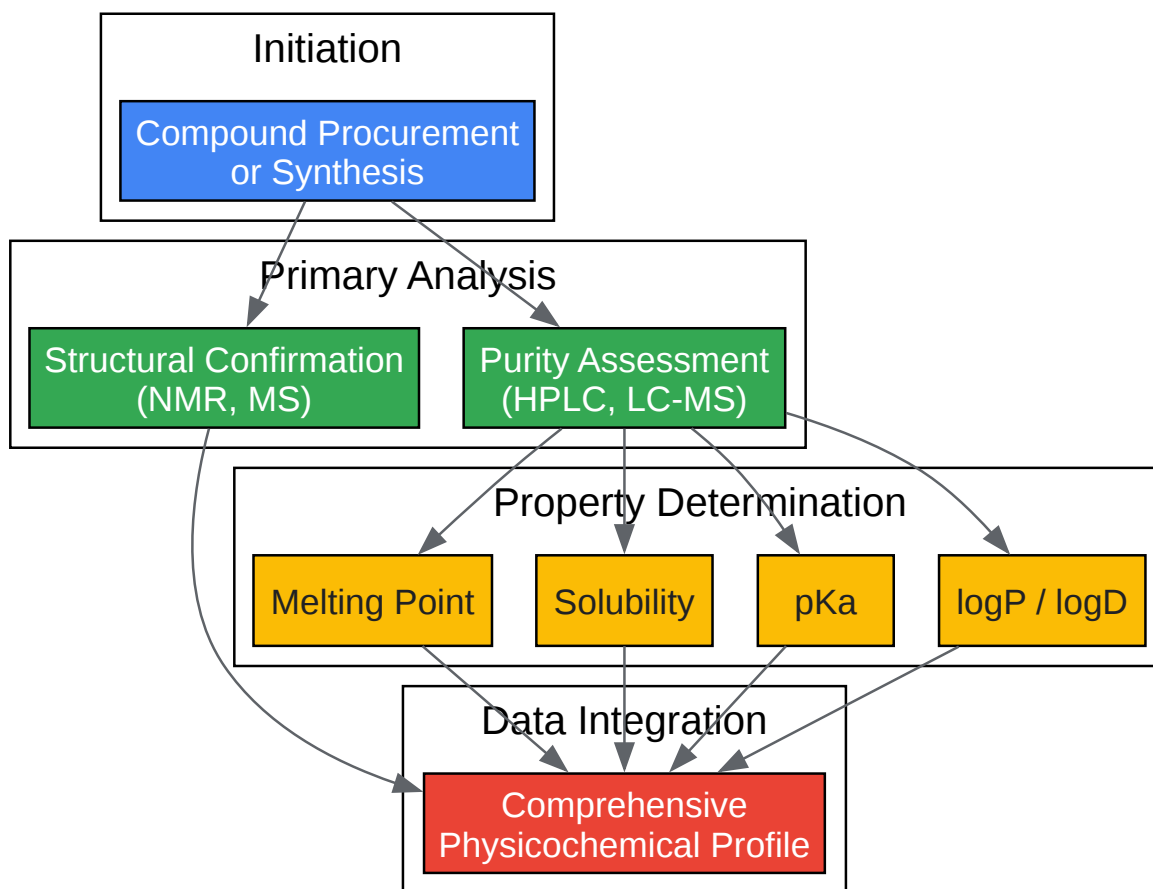 Initiation
Compound Procurement
or Synthesis
Primary Analysis
Structural Confirmation
(NMR, MS)
Purity Assessment
(HPLC, LC-MS)
Property Determination
Melting Point
Solubility
pKa
logP / logD
Data Integration
Comprehensive
Physicochemical Profile